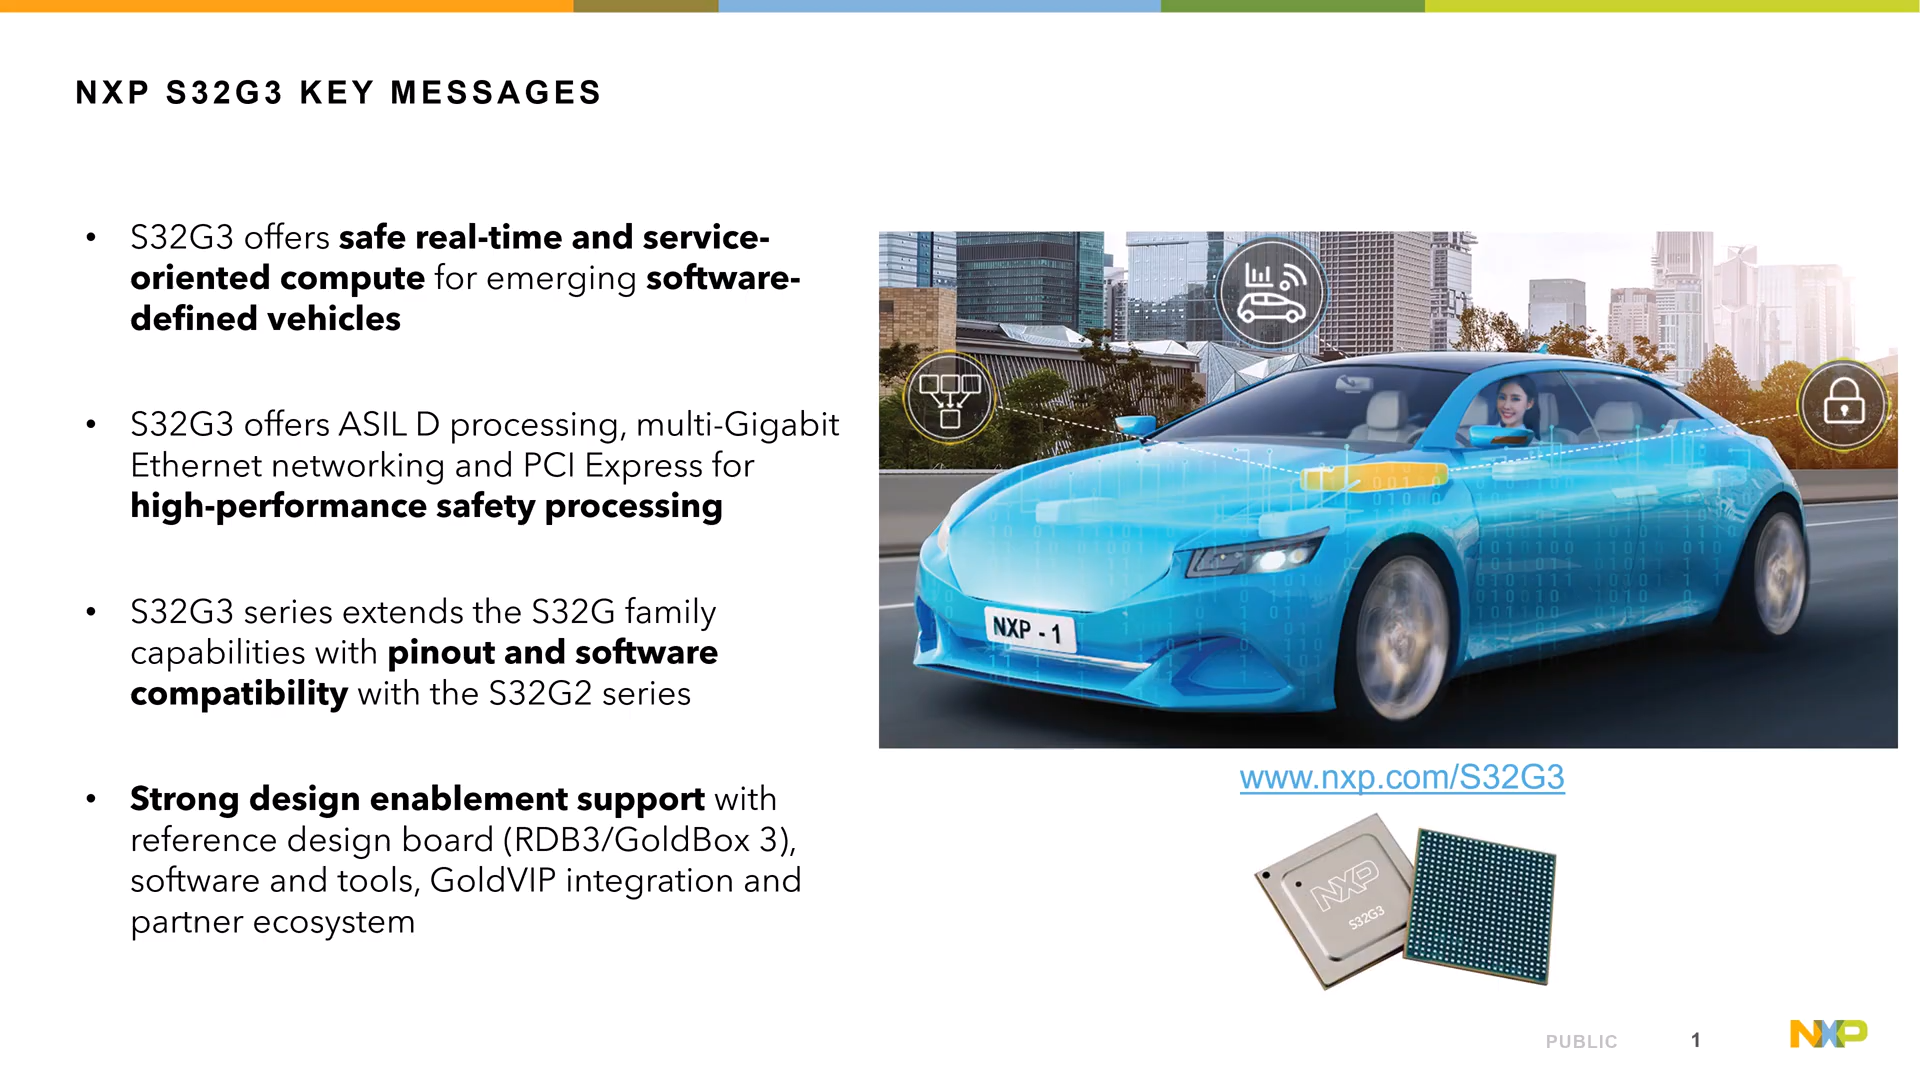 NXP S32G3 KEY MESSAGES
• S32G3 offers safe real-time and service-
oriented compute for emerging software-
defined vehicles
• S32G3 offers ASIL D processing, multi-Gigabit
Ethernet networking and PCI Express for
high-performance safety processing
• S32G3 series extends the S32G family
capabilities with pinout and software
compatibility with the S32G2 series
• Strong design enablement support with
reference design board (RDB3/GoldBox 3),
software and tools, GoldVIP integration and
partner ecosystem
NXP - 1
www.nxp.com/S32G3
NXP
S32G3
PUBLIC
1
NXP